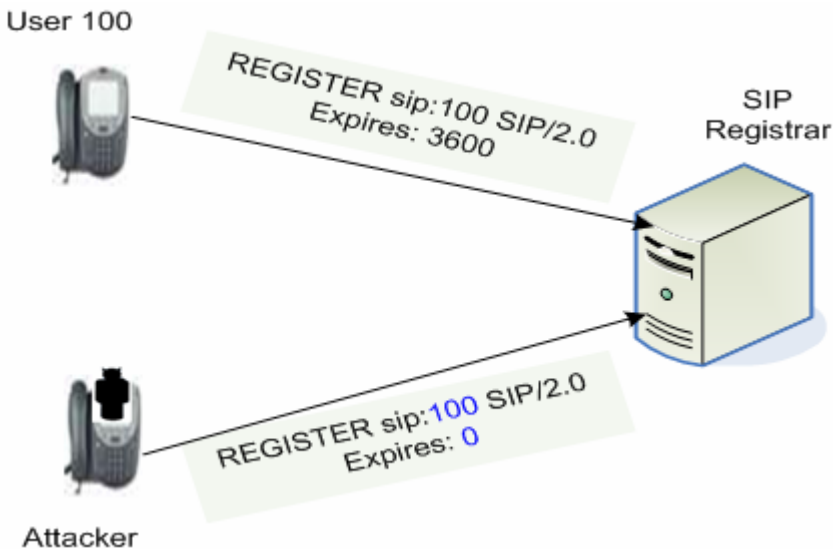 User 100
REGISTER sip:100 SIP/2.0
Expires: 3600
SIP
Registrar
REGISTER sip:100 SIP/2.0
Expires: 0
Attacker